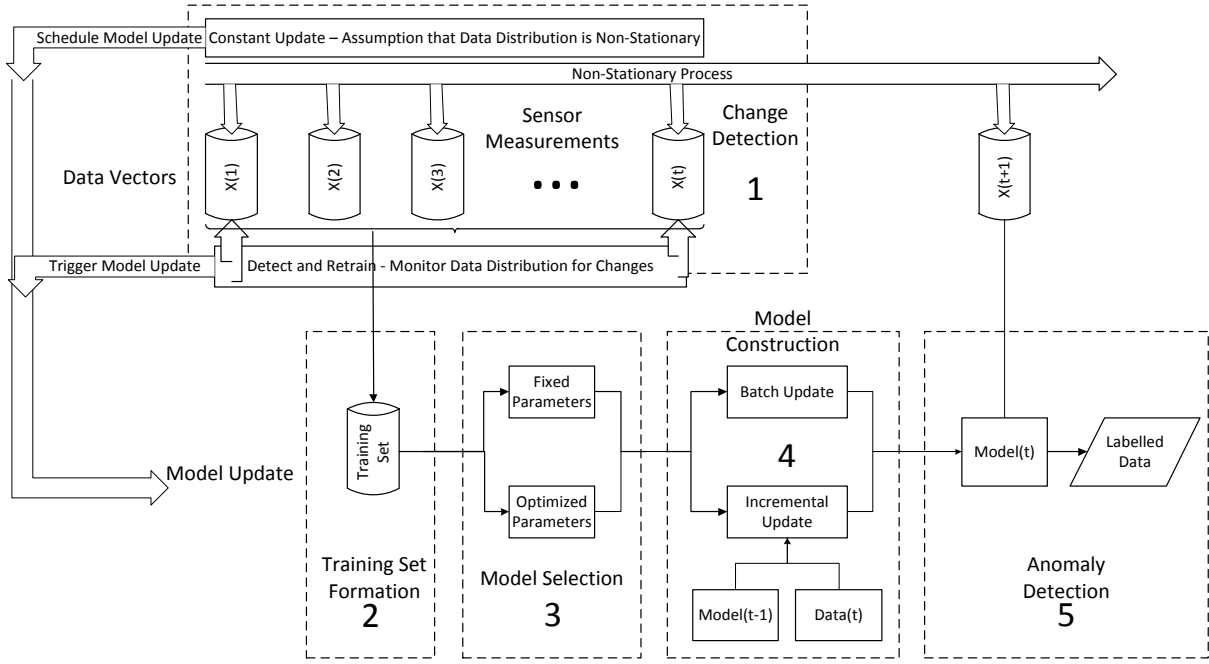 Schedule Model Update
Constant Update – Assumption that Data Distribution is Non-Stationary
Non-Stationary Process
Sensor
Measurements
Change
Detection
1
Data Vectors
X(1)
X(2)
X(3)
...
X(t)
X(t+1)
Trigger Model Update
Detect and Retrain - Monitor Data Distribution for Changes
Model Update
Training
Set
Training Set
Formation
2
Fixed
Parameters
Optimized
Parameters
Model Selection
3
Model
Construction
Batch Update
4
Incremental
Update
Model(t-1)
Data(t)
Model(t)
Labelled
Data
Anomaly
Detection
5